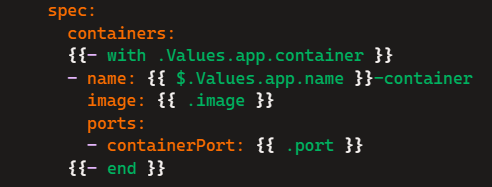 spec:
  containers:
  {{- with .Values.app.container }}
  - name: {{ $.Values.app.name }}-container
    image: {{ .image }}
    ports:
    - containerPort: {{ .port }}
  {{- end }}